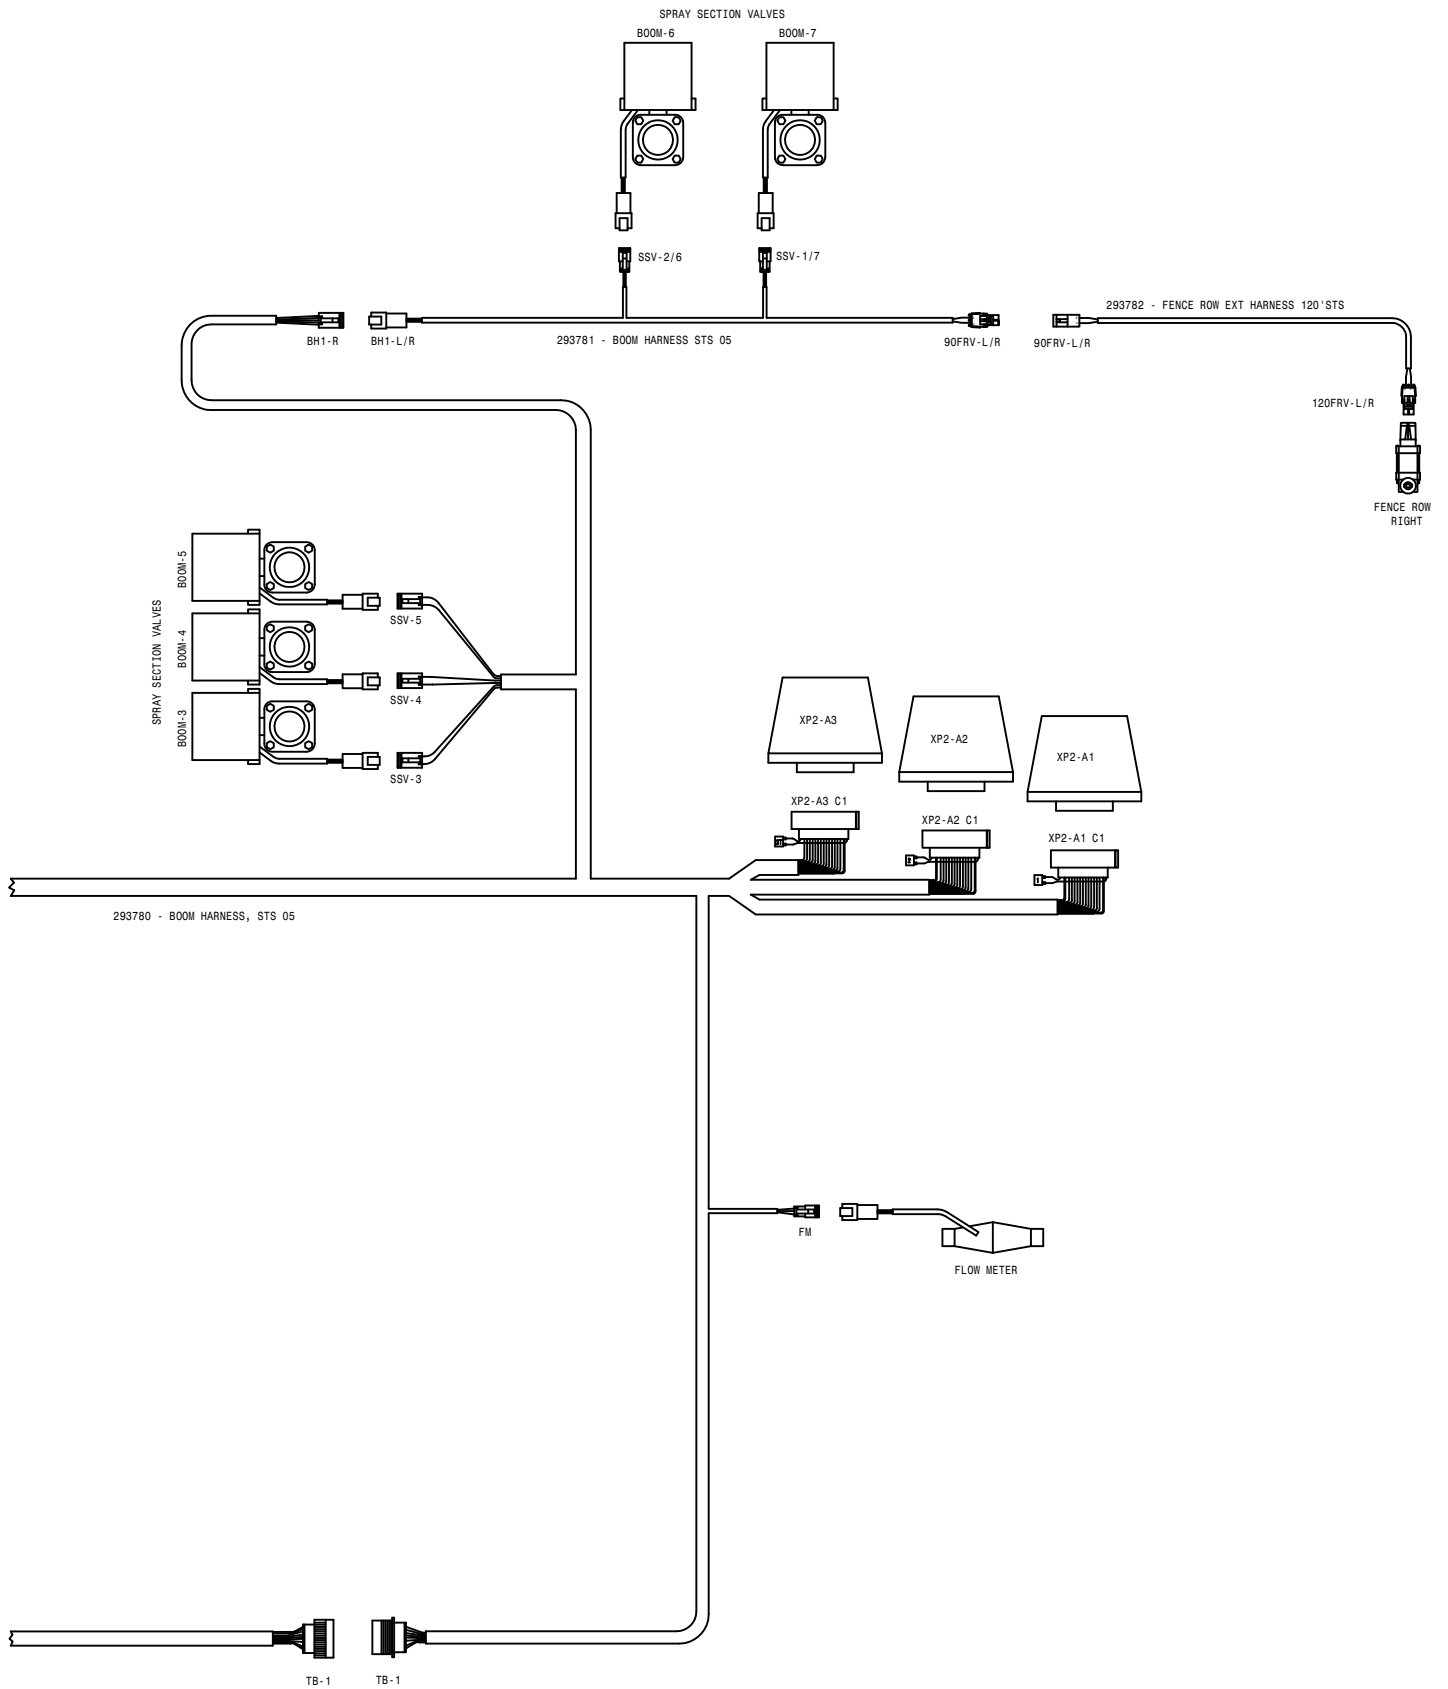 SPRAY SECTION VALVES
BOOM-6
BOOM-7
SSV-2/6
SSV-1/7
293782 - FENCE ROW EXT HARNESS 120'STS
BH1-R
BH1-L/R
293781 - BOOM HARNESS STS 05
90FRV-L/R
90FRV-L/R
120FRV-L/R
FENCE ROW
RIGHT
SPRAY SECTION VALVES
BOOM-5
BOOM-4
BOOM-3
SSV-5
SSV-4
SSV-3
XP2-A3
XP2-A2
XP2-A1
XP2-A3 C1
XP2-A2 C1
XP2-A1 C1
293780 - BOOM HARNESS, STS 05
FM
FLOW METER
TB-1
TB-1